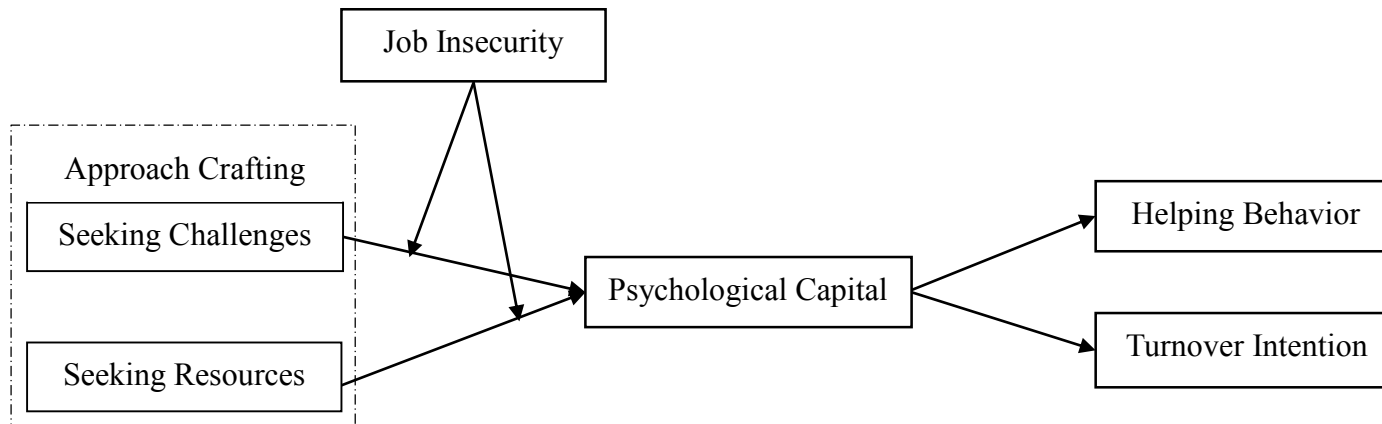 Job Insecurity
Approach Crafting
Seeking Challenges
Seeking Resources
Psychological Capital
Helping Behavior
Turnover Intention